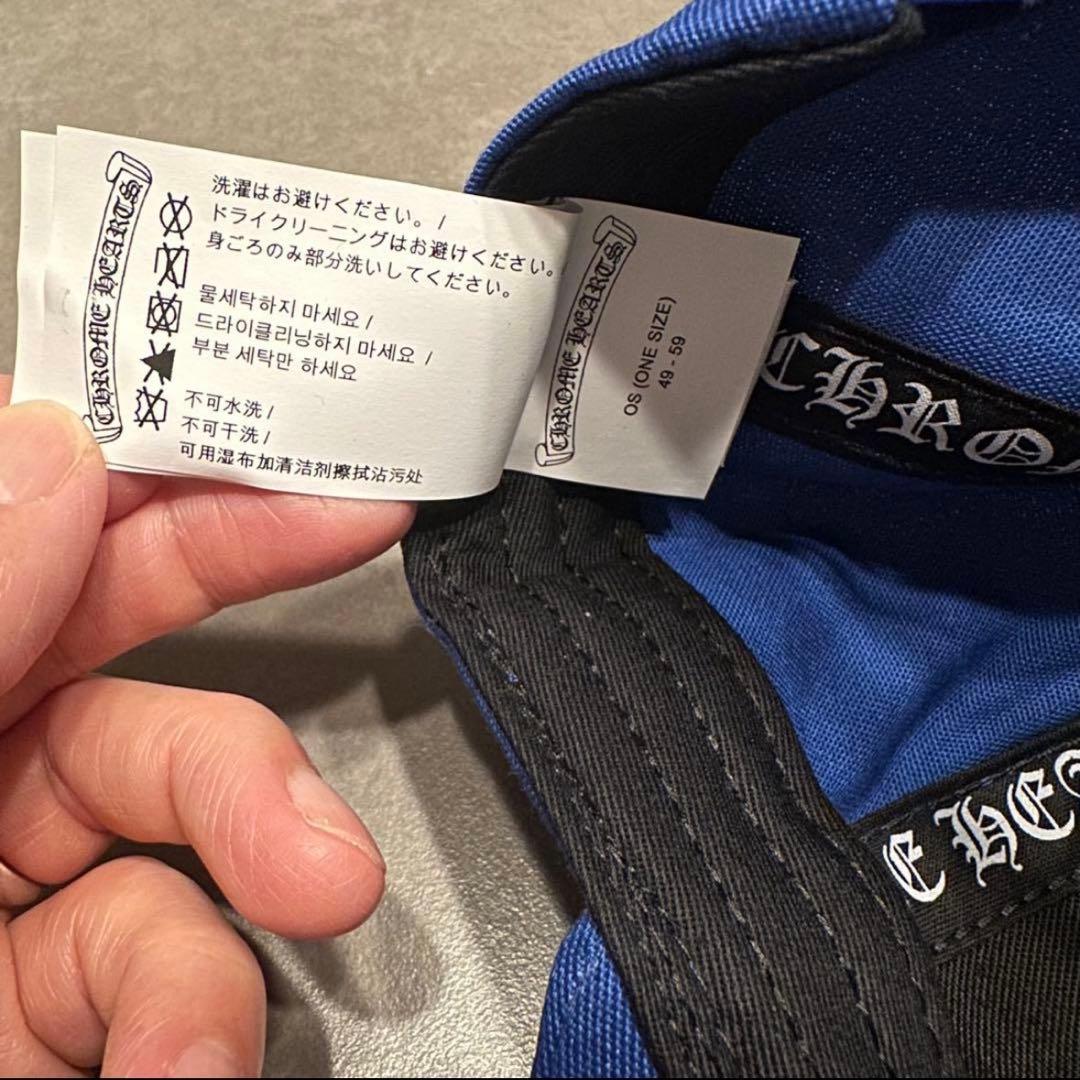 CHROME HEARTS
洗濯はお避けください。/
ドライクリーニングはお避けください。/
身ごろのみ部分洗いしてください。
물세탁하지 마세요 /
드라이클리닝하지 마세요 /
부분 세탁만 하세요
不可水洗 /
不可干洗 /
可用湿布加清洁剂擦拭沾污处
CHROME HEARTS
OS (ONE SIZE)
49 - 59
CHRO
E HE